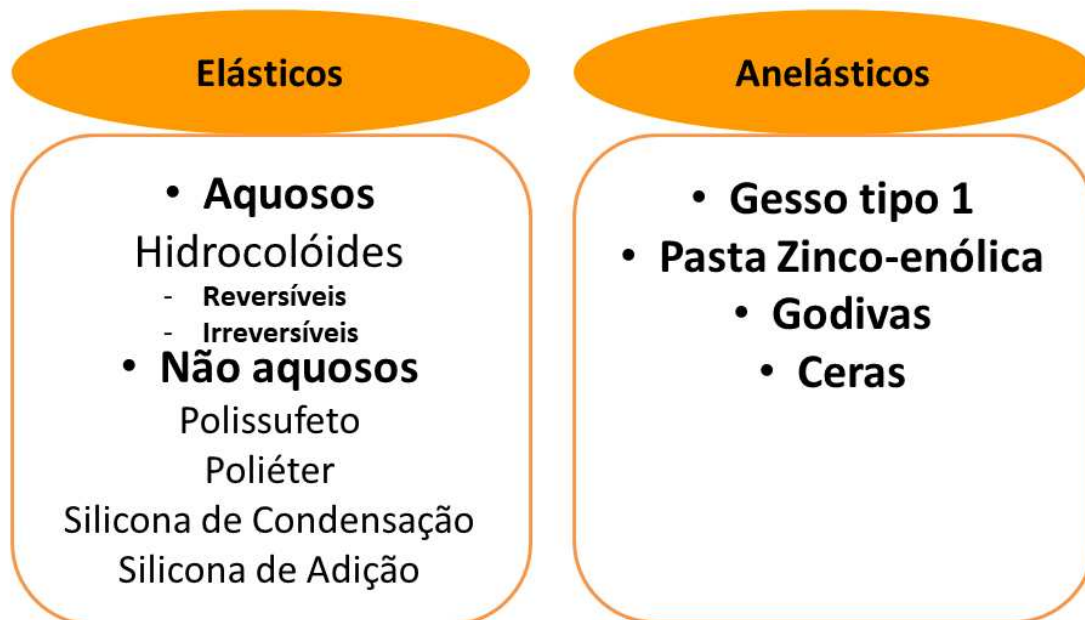 Elásticos
• Aquosos
Hidrocolóides
- Reversíveis
- Irreversíveis
• Não aquosos
Polissufeto
Poliéter
Silicona de Condensação
Silicona de Adição
Anelásticos
• Gesso tipo 1
• Pasta Zinco-enólica
• Godivas
• Ceras